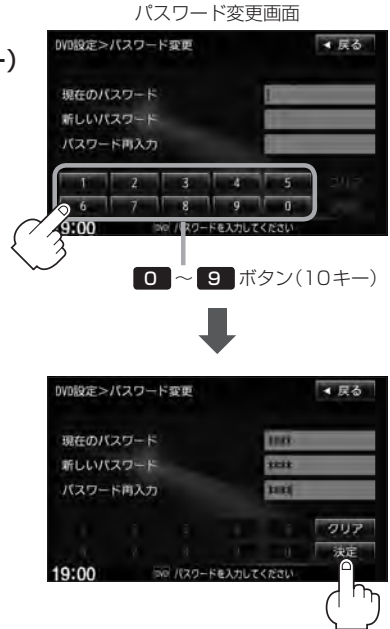 パスワード変更画面
ー)
DVD設定>パスワード変更 ◀ 戻る
現在のパスワード
新しいパスワード
パスワード再入力
1 2 3 4 5 クリア
6 7 8 9 0
9:00 DVD パスワードを入力してください
0 ～ 9 ボタン(10キー)
DVD設定>パスワード変更 ◀ 戻る
現在のパスワード ****
新しいパスワード ****
パスワード再入力 ****
クリア
決定
19:00 DVD パスワードを入力してください